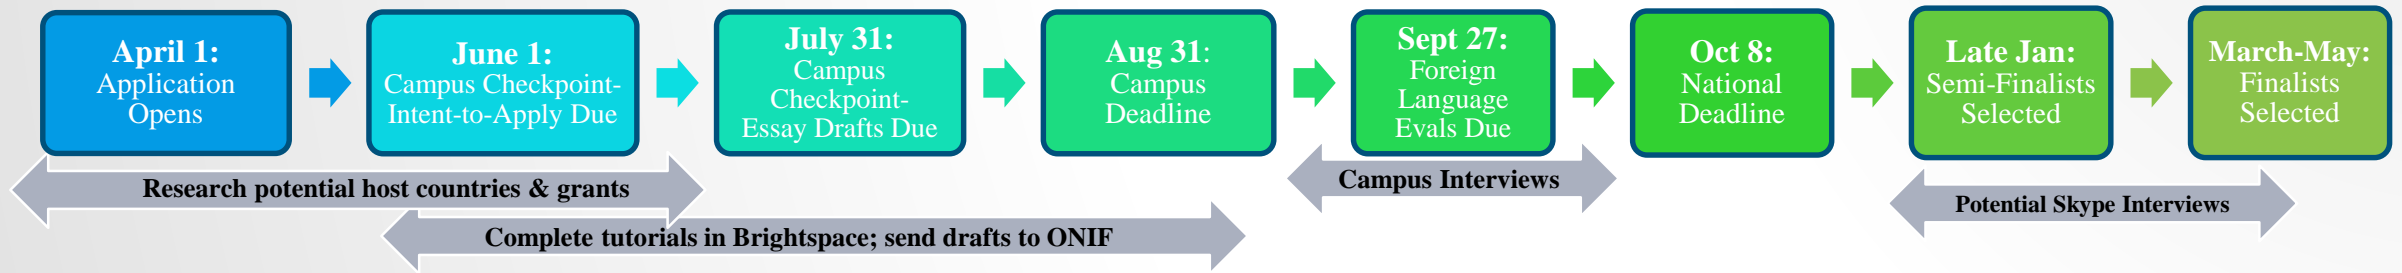 April 1:
Application
Opens
June 1:
Campus Checkpoint-
Intent-to-Apply Due
July 31:
Campus
Checkpoint-
Essay Drafts Due
Aug 31:
Campus
Deadline
Sept 27:
Foreign
Language
Evals Due
Oct 8:
National
Deadline
Late Jan:
Semi-Finalists
Selected
March-May:
Finalists
Selected
Research potential host countries & grants
Complete tutorials in Brightspace; send drafts to ONIF
Campus Interviews
Potential Skype Interviews